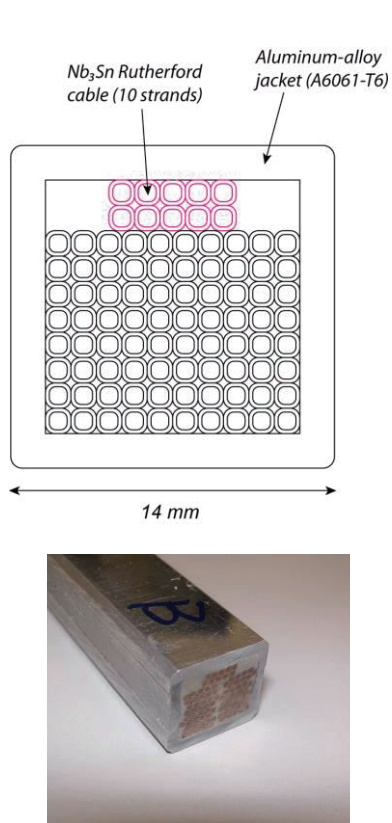 Nb₃Sn Rutherford
cable (10 strands)
Aluminum-alloy
jacket (A6061-T6)
14 mm